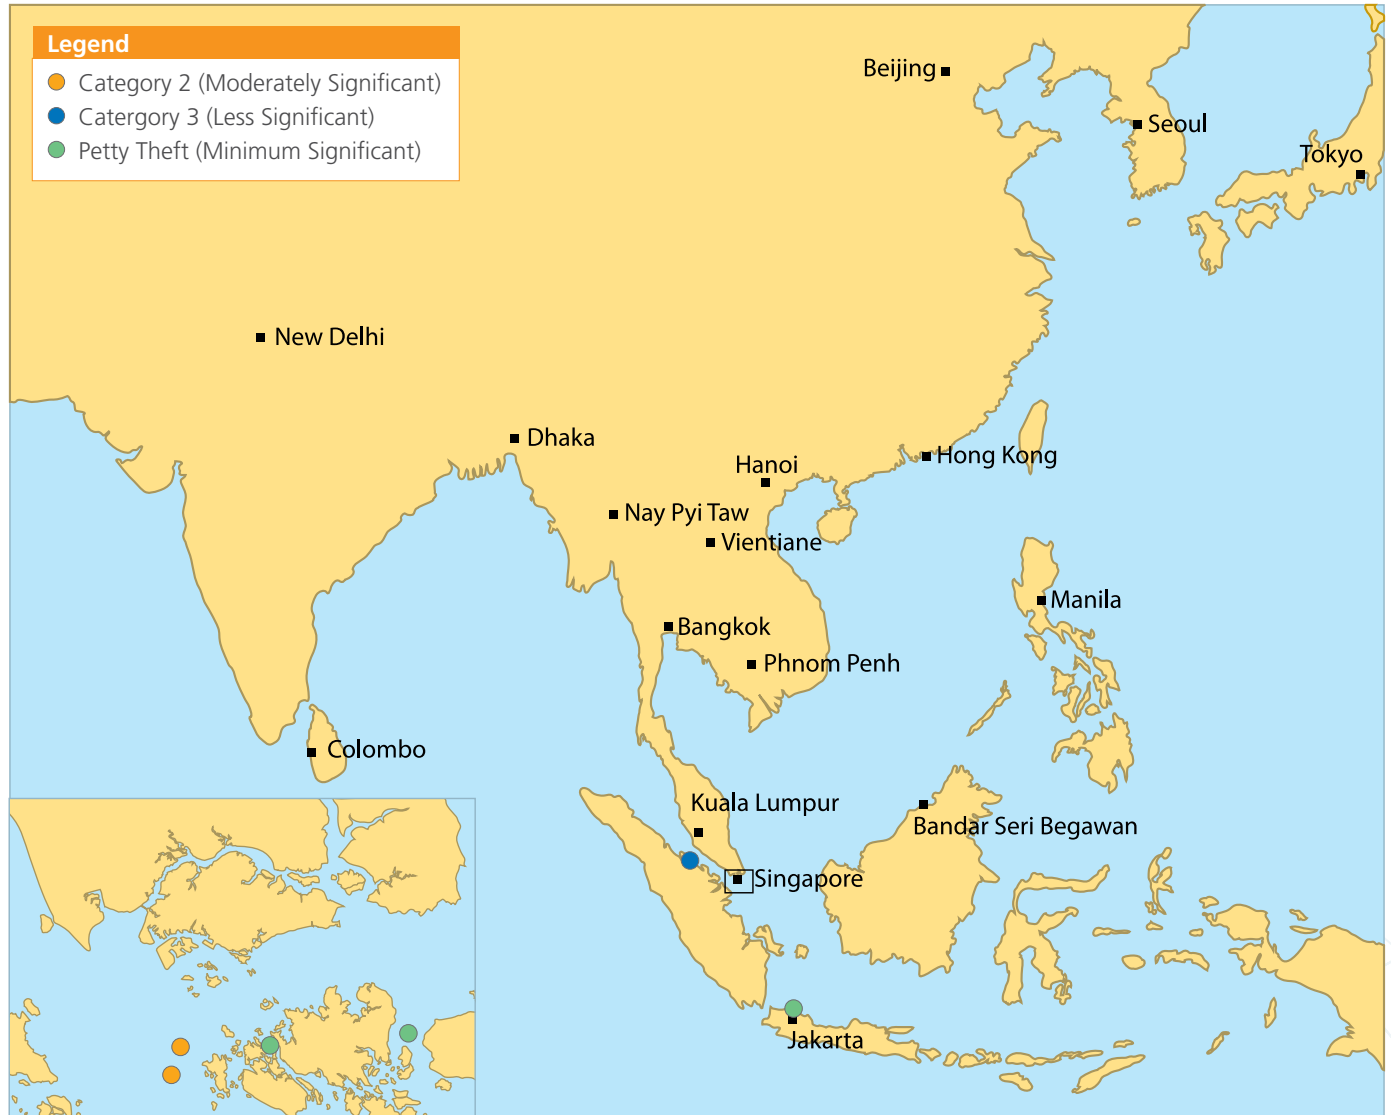 Legend
Category 2 (Moderately Significant)
Catergory 3 (Less Significant)
Petty Theft (Minimum Significant)
Beijing
Seoul
Tokyo
New Delhi
Dhaka
Hong Kong
Hanoi
Nay Pyi Taw
Vientiane
Manila
Bangkok
Phnom Penh
Colombo
Kuala Lumpur
Bandar Seri Begawan
Singapore
Jakarta